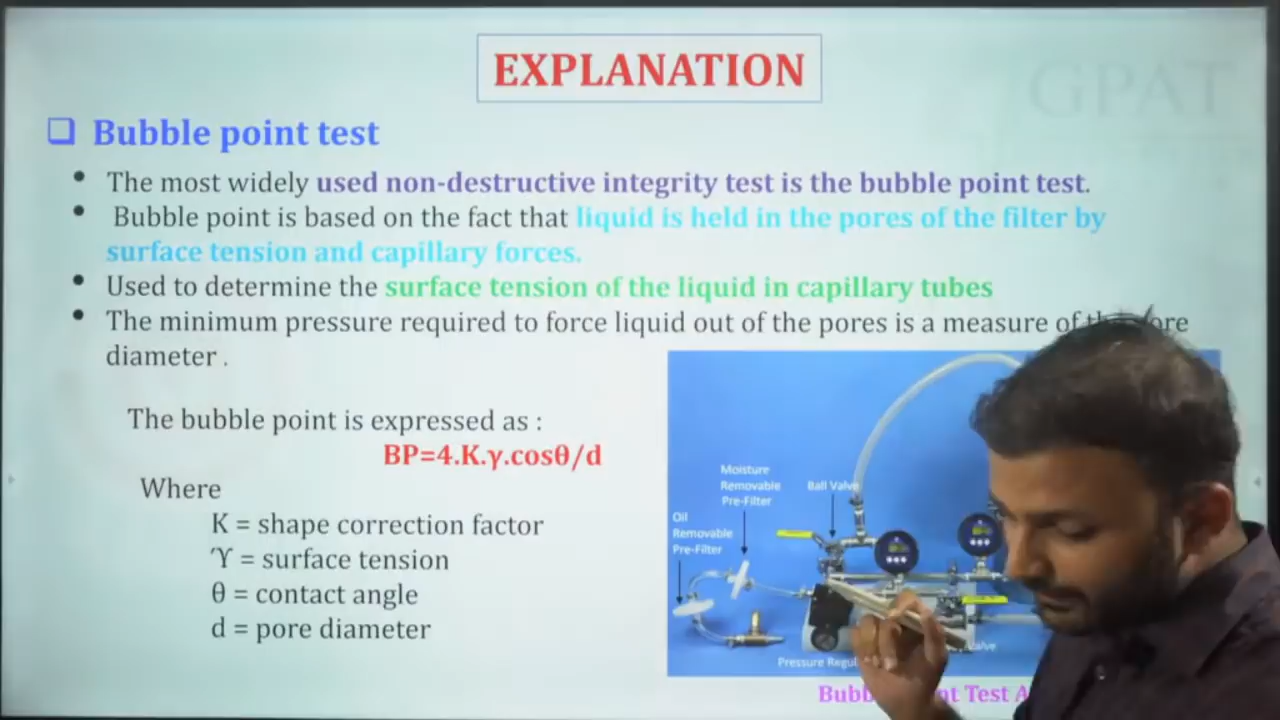 EXPLANATION
GPAT
❑ Bubble point test
• The most widely used non-destructive integrity test is the bubble point test.
• Bubble point is based on the fact that liquid is held in the pores of the filter by
surface tension and capillary forces.
• Used to determine the surface tension of the liquid in capillary tubes
• The minimum pressure required to force liquid out of the pores is a measure of
diameter .
The bubble point is expressed as :
BP=4.K.γ.cosθ/d
Where
K = shape correction factor
ϒ = surface tension
θ = contact angle
d = pore diameter
Moisture
Removable
Pre-Filter
Ball Valve
Oil
Removable
Pre-Filter
Pressure
Test